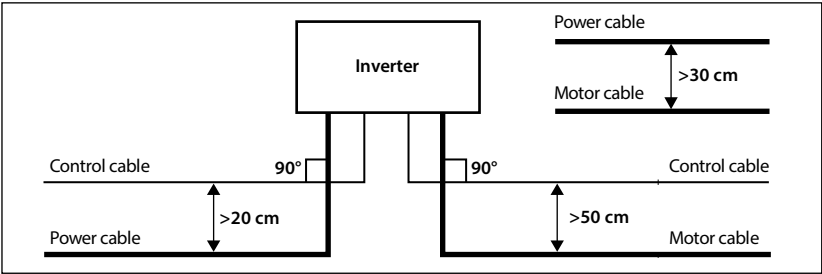 Power cable
Inverter
>30 cm
Motor cable
Control cable
90°
90°
Control cable
>20 cm
>50 cm
Power cable
Motor cable